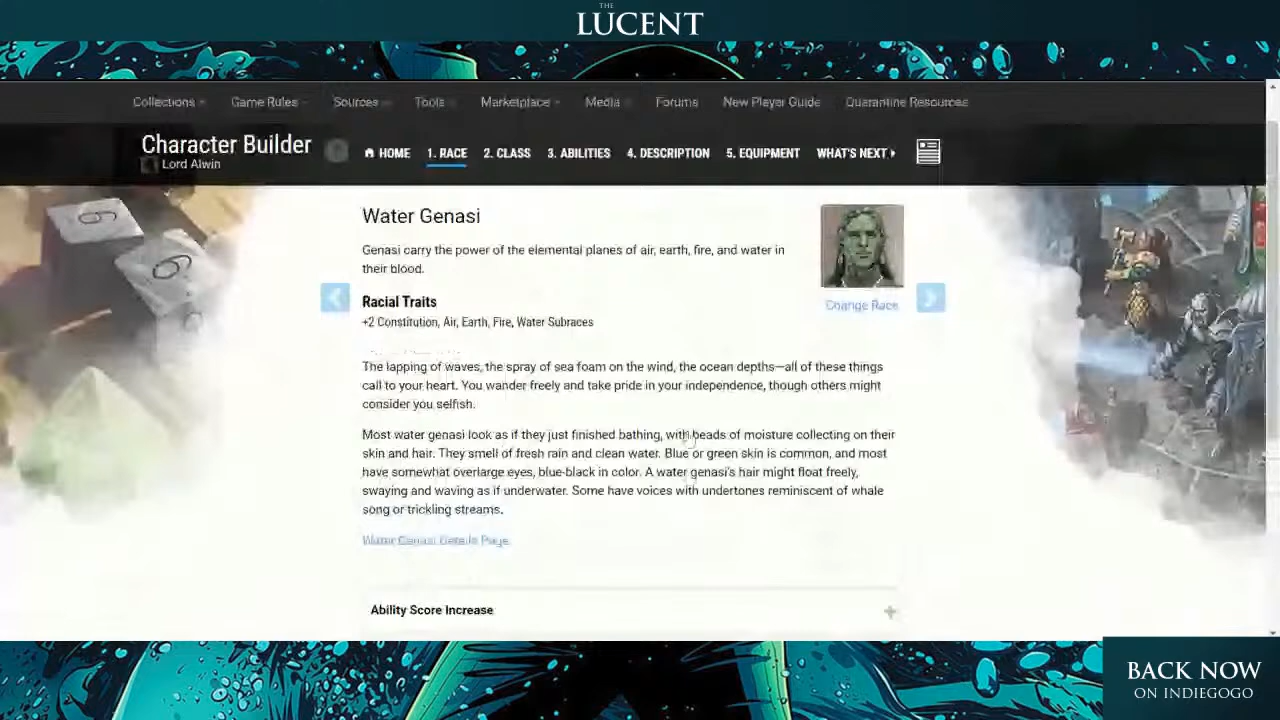 THE
LUCENT
Collections Game Rules Sources Tools Marketplace Media Forums New Player Guide Quarantine Resources
Character Builder
Lord Alwin
HOME 1. RACE 2. CLASS 3. ABILITIES 4. DESCRIPTION 5. EQUIPMENT WHAT'S NEXT
Water Genasi
Genasi carry the power of the elemental planes of air, earth, fire, and water in
their blood.
Change Race
Racial Traits
+2 Constitution, Air, Earth, Fire, Water Subraces
The lapping of waves, the spray of sea foam on the wind, the ocean depths—all of these things
call to your heart. You wander freely and take pride in your independence, though others might
consider you selfish.
Most water genasi look as if they just finished bathing, with beads of moisture collecting on their
skin and hair. They smell of fresh rain and clean water. Blue or green skin is common, and most
have somewhat overlarge eyes, blue-black in color. A water genasi's hair might float freely,
swaying and waving as if underwater. Some have voices with undertones reminiscent of whale
song or trickling streams.
Water Genasi Details Page
Ability Score Increase
BACK NOW
ON INDIEGOGO